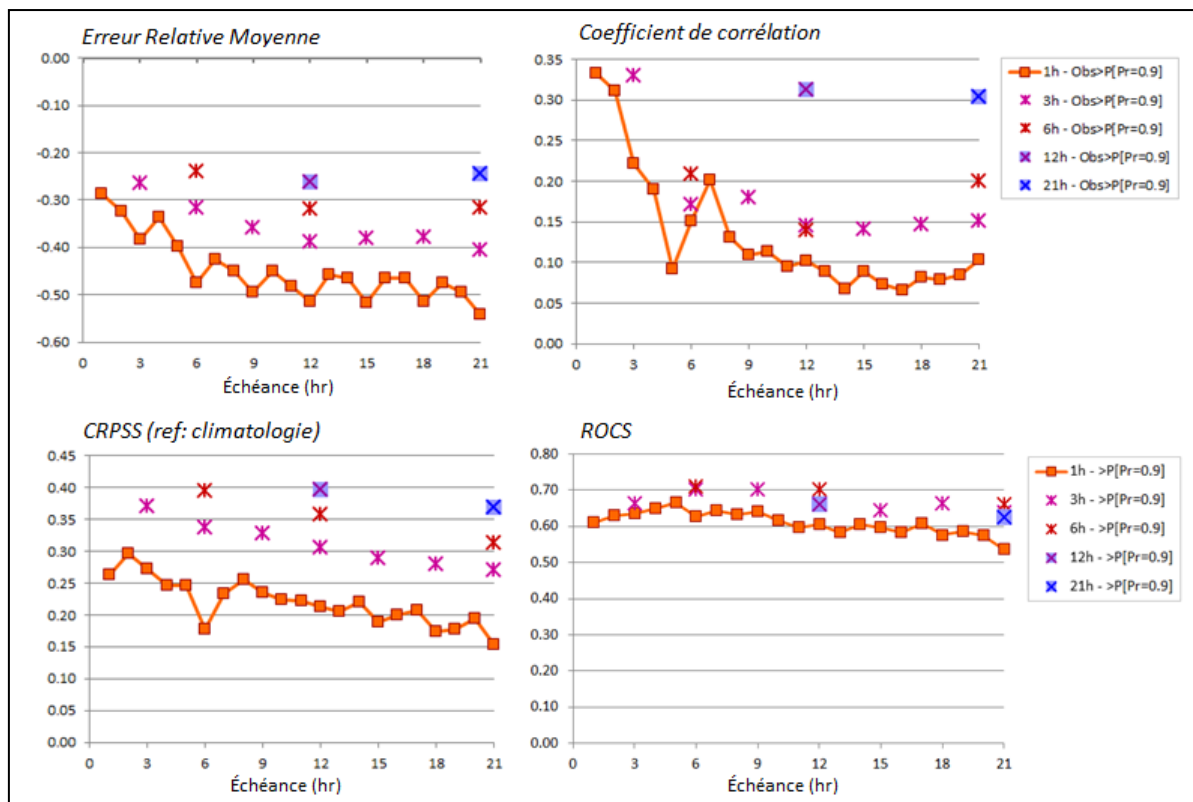 Erreur Relative Moyenne
0.00
-0.10
-0.20
-0.30
-0.40
-0.50
-0.60
0 3 6 9 12 15 18 21
Échéance (hr)
Coefficient de corrélation
0.35
0.30
0.25
0.20
0.15
0.10
0.05
0.00
0 3 6 9 12 15 18 21
Échéance (hr)
1h - Obs>P[Pr=0.9]
3h - Obs>P[Pr=0.9]
6h - Obs>P[Pr=0.9]
12h - Obs>P[Pr=0.9]
21h - Obs>P[Pr=0.9]
CRPSS (ref: climatologie)
0.45
0.40
0.35
0.30
0.25
0.20
0.15
0.10
0.05
0.00
0 3 6 9 12 15 18 21
Échéance (hr)
ROCS
0.80
0.70
0.60
0.50
0.40
0.30
0.20
0.10
0.00
0 3 6 9 12 15 18 21
Échéance (hr)
1h - >P[Pr=0.9]
3h - >P[Pr=0.9]
6h - >P[Pr=0.9]
12h - >P[Pr=0.9]
21h - >P[Pr=0.9]